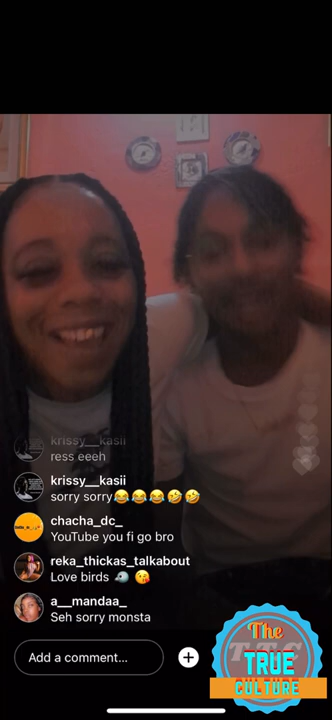 krissy__kasii
ress eeeh
krissy__kasii
sorry sorry😂😂😂🤣🤣
chacha_dc_
YouTube you fi go bro
reka_thickas_talkabout
Love birds 🐦 😘
a__mandaa_
Seh sorry monsta
Add a comment...
The
TRUE
CULTURE